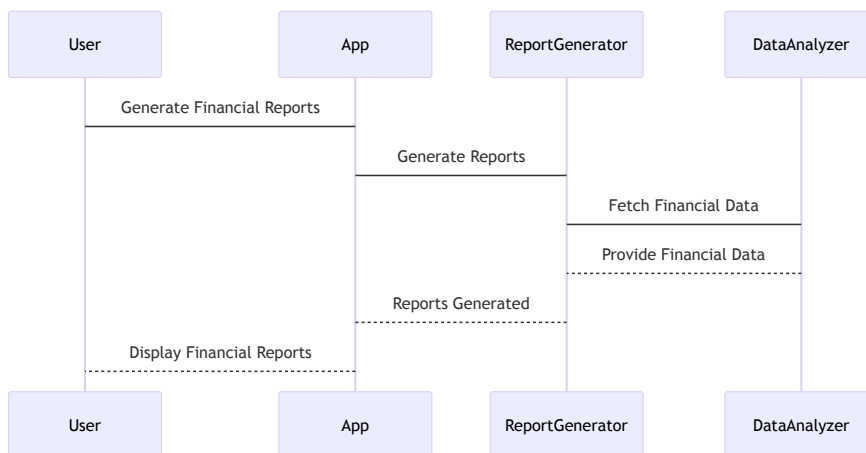 User
App
ReportGenerator
DataAnalyzer
Generate Financial Reports
Generate Reports
Fetch Financial Data
Provide Financial Data
Reports Generated
Display Financial Reports
User
App
ReportGenerator
DataAnalyzer